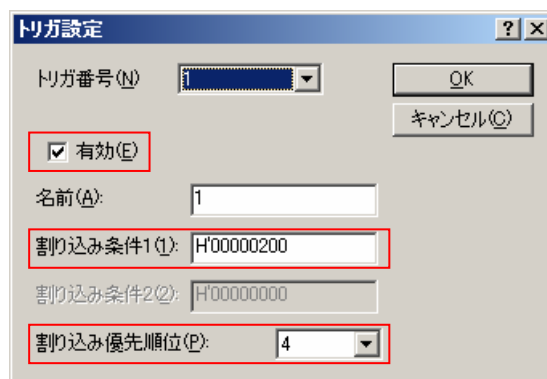 トリガ設定
トリガ番号(N) 1 OK
キャンセル(C)
有効(E)
名前(A): 1
割り込み条件1(1): H'00000200
割り込み条件2(2): H'00000000
割り込み優先順位(P): 4